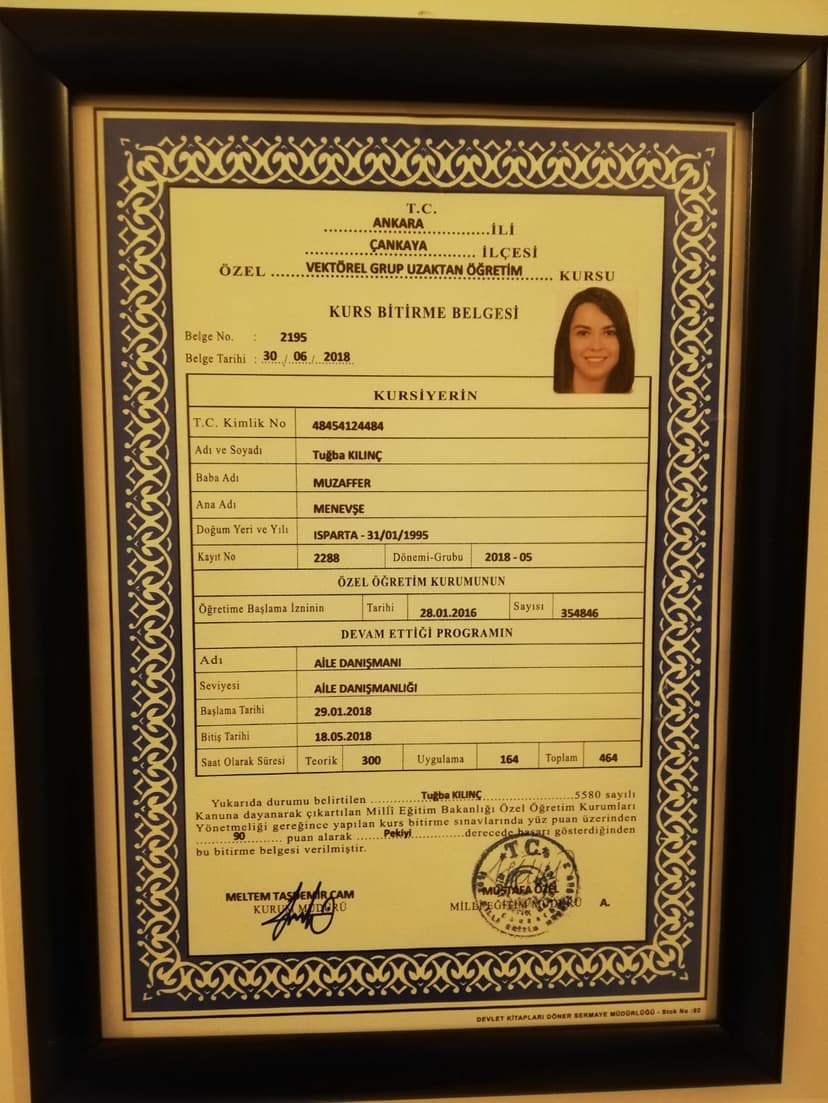 T.C.
ANKARA İLİ
ÇANKAYA İLÇESİ
ÖZEL VEKTÖREL GRUP UZAKTAN ÖĞRETİM KURSU
KURS BİTİRME BELGESİ
Belge No. : 2195
Belge Tarihi : 30 / 06 / 2018
KURSİYERİN
T.C. Kimlik No 48454124484
Adı ve Soyadı Tuğba KILINÇ
Baba Adı MUZAFFER
Ana Adı MENEVŞE
Doğum Yeri ve Yılı ISPARTA - 31/01/1995
Kayıt No 2288 Dönemi-Grubu 2018 - 05
ÖZEL ÖĞRETİM KURUMUNUN
Öğretime Başlama İzninin Tarihi 28.01.2016 Sayısı 354846
DEVAM ETTİĞİ PROGRAMIN
Adı AİLE DANIŞMANI
Seviyesi AİLE DANIŞMANLIĞI
Başlama Tarihi 29.01.2018
Bitiş Tarihi 18.05.2018
Saat Olarak Süresi Teorik 300 Uygulama 164 Toplam 464
Yukarıda durumu belirtilen Tuğba KILINÇ 5580 sayılı
Kanuna dayanarak çıkartılan Millî Eğitim Bakanlığı Özel Öğretim Kurumları
Yönetmeliği gereğince yapılan kurs bitirme sınavlarında yüz puan üzerinden
90 puan alarak Pekiyi derecede başarı gösterdiğinden
bu bitirme belgesi verilmiştir.
MELTEM TAŞDEMİR ÇAM
KURUM MÜDÜRÜ
T.C.
MUSTAFA ÖZEL
MİLLİ EĞİTİM MÜDÜRÜ A.
DEVLET KİTAPLARI DÖNER SERMAYE MÜDÜRLÜĞÜ - Stok No :82